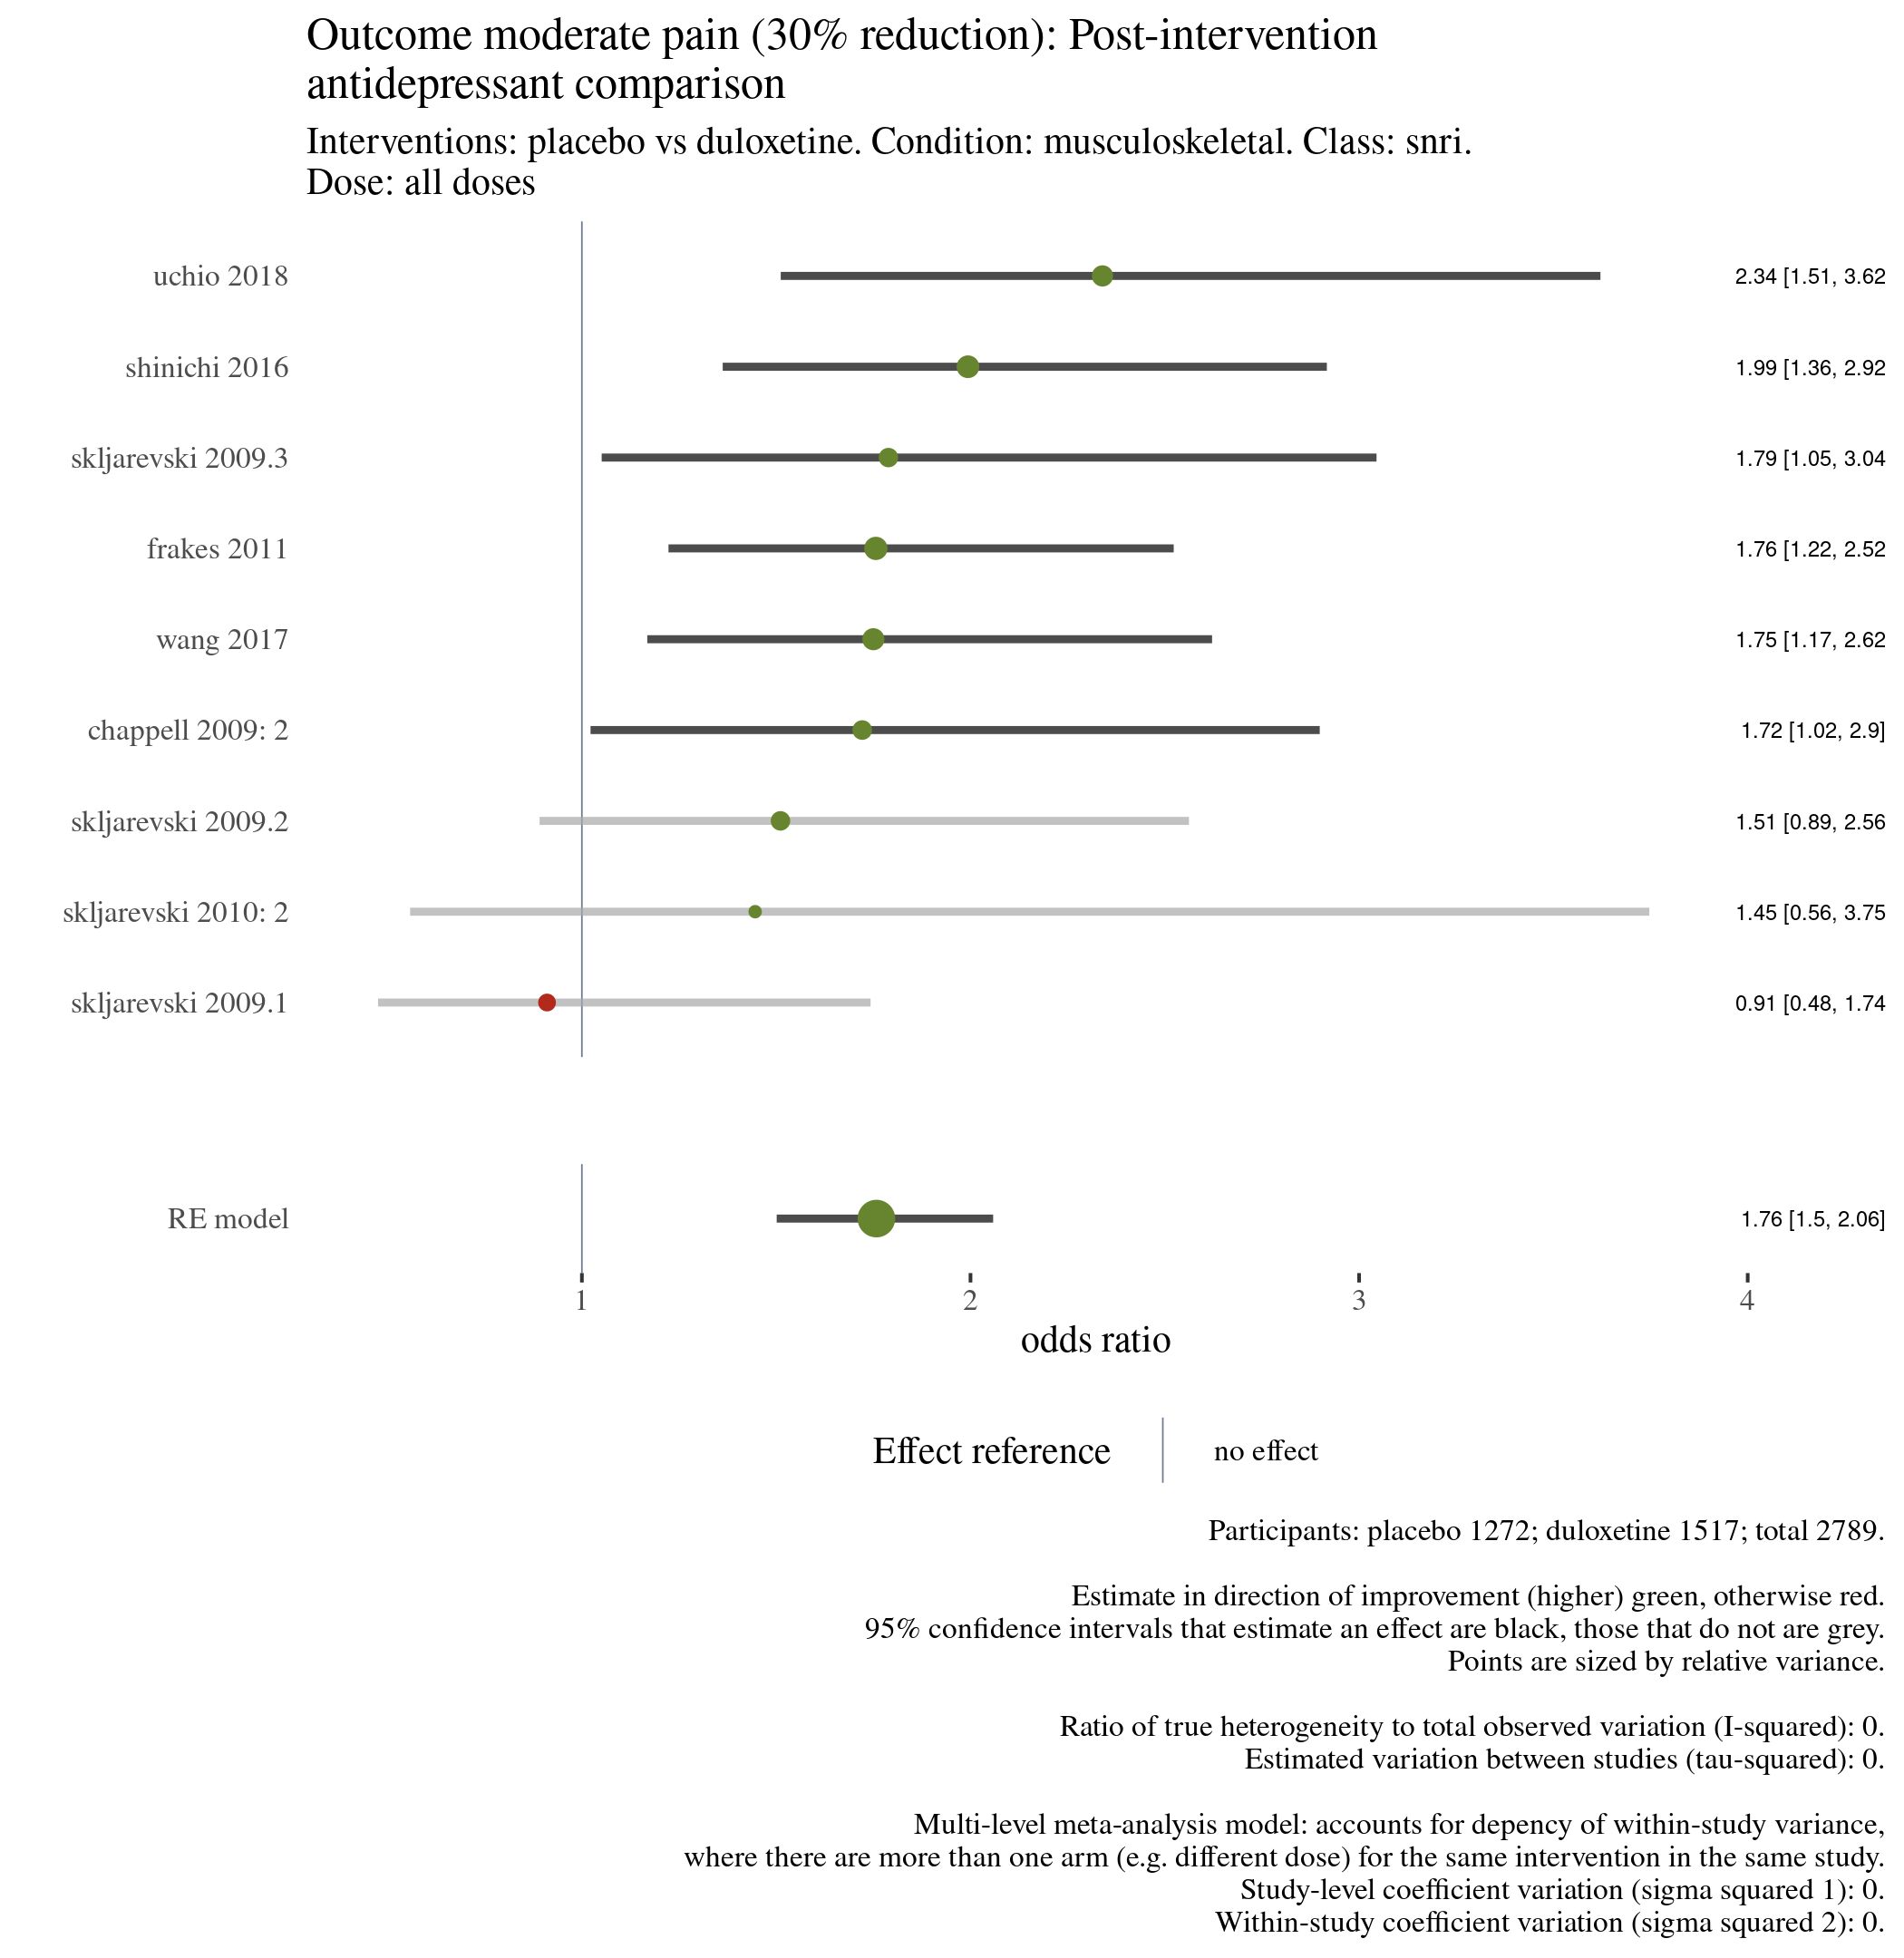 Outcome moderate pain (30% reduction): Post-intervention
antidepressant comparison
Interventions: placebo vs duloxetine. Condition: musculoskeletal. Class: snri.
Dose: all doses
uchio 2018 2.34 [1.51, 3.62
shinichi 2016 1.99 [1.36, 2.92
skljarevski 2009.3 1.79 [1.05, 3.04
frakes 2011 1.76 [1.22, 2.52
wang 2017 1.75 [1.17, 2.62
chappell 2009: 2 1.72 [1.02, 2.9]
skljarevski 2009.2 1.51 [0.89, 2.56
skljarevski 2010: 2 1.45 [0.56, 3.75
skljarevski 2009.1 0.91 [0.48, 1.74
RE model 1.76 [1.5, 2.06]
1 2 3 4
odds ratio
Effect reference no effect
Participants: placebo 1272; duloxetine 1517; total 2789.
Estimate in direction of improvement (higher) green, otherwise red.
95% confidence intervals that estimate an effect are black, those that do not are grey.
Points are sized by relative variance.
Ratio of true heterogeneity to total observed variation (I-squared): 0.
Estimated variation between studies (tau-squared): 0.
Multi-level meta-analysis model: accounts for depency of within-study variance,
where there are more than one arm (e.g. different dose) for the same intervention in the same study.
Study-level coefficient variation (sigma squared 1): 0.
Within-study coefficient variation (sigma squared 2): 0.